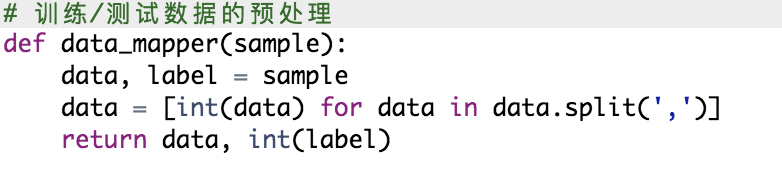 # 训练/测试数据的预处理
def data_mapper(sample):
    data, label = sample
    data = [int(data) for data in data.split(',')]
    return data, int(label)